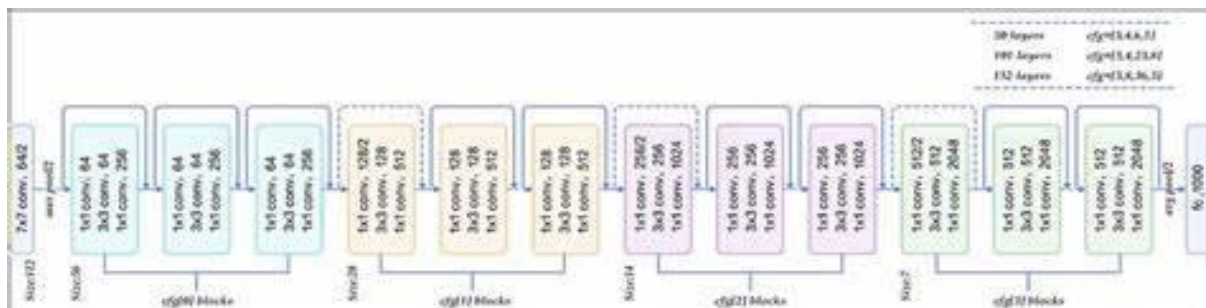 50 layers cfg=[3,4,6,3]
101 layers cfg=[3,4,23,8]
152 layers cfg=[3,8,36,3]
7x7 conv, 64/2
max pool/2
1x1 conv, 64
3x3 conv, 64
1x1 conv, 256
1x1 conv, 64
3x3 conv, 64
1x1 conv, 256
1x1 conv, 64
3x3 conv, 64
1x1 conv, 256
1x1 conv, 128/2
3x3 conv, 128
1x1 conv, 512
1x1 conv, 128
3x3 conv, 128
1x1 conv, 512
1x1 conv, 128
3x3 conv, 128
1x1 conv, 512
1x1 conv, 256/2
3x3 conv, 256
1x1 conv, 1024
1x1 conv, 256
3x3 conv, 256
1x1 conv, 1024
1x1 conv, 256
3x3 conv, 256
1x1 conv, 1024
1x1 conv, 512/2
3x3 conv, 512
1x1 conv, 2048
1x1 conv, 512
3x3 conv, 512
1x1 conv, 2048
1x1 conv, 512
3x3 conv, 512
1x1 conv, 2048
avg pool/2
fc, 1000
Size:112
Size:56
cfg[0] blocks
Size:28
cfg[1] blocks
Size:14
cfg[2] blocks
Size:7
cfg[3] blocks